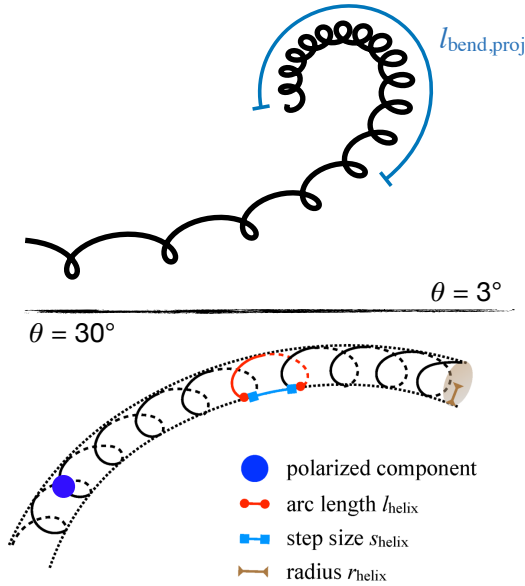 l_bend,proj
θ = 3°
θ = 30°
polarized component
arc length l_helix
step size s_helix
radius r_helix